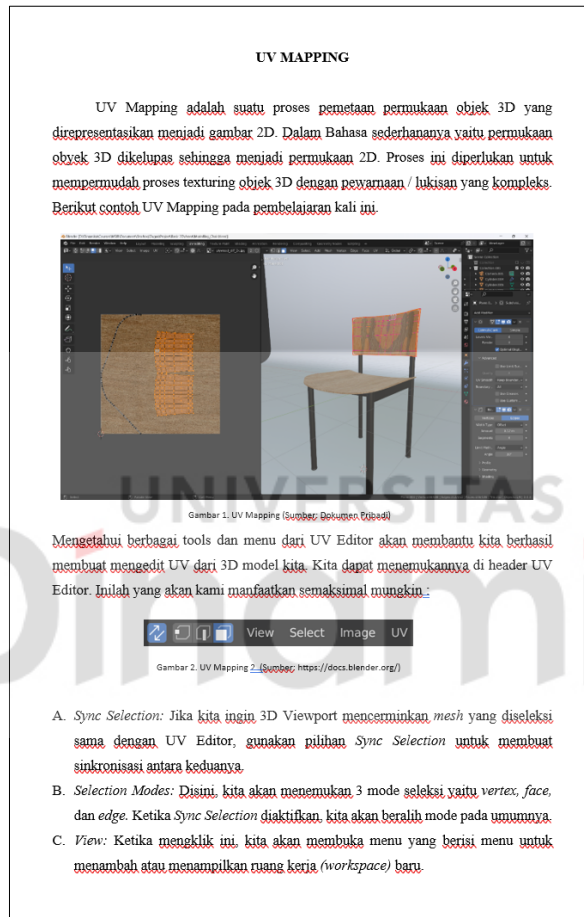 UV MAPPING
UV Mapping adalah suatu proses pemetaan permukaan objek 3D yang
direpresentasikan menjadi gambar 2D. Dalam Bahasa sederhananya yaitu permukaan
obyek 3D dikelupas sehingga menjadi permukaan 2D. Proses ini diperlukan untuk
mempermudah proses texturing objek 3D dengan pewarnaan / lukisan yang kompleks.
Berikut contoh UV Mapping pada pembelajaran kali ini.
UNIVERSITAS
Gambar 1. UV Mapping (Sumber: Dokumen Pribadi)
Mengetahui berbagai tools dan menu dari UV Editor akan membantu kita berhasil
membuat mengedit UV dari 3D model kita. Kita dapat menemukannya di header UV
Editor. Inilah yang akan kami manfaatkan semaksimal mungkin :
Dinami
View Select Image UV
Gambar 2. UV Mapping 2 (Sumber: https://docs.blender.org/)
A. Sync Selection: Jika kita ingin 3D Viewport mencerminkan mesh yang diseleksi
sama dengan UV Editor, gunakan pilihan Sync Selection untuk membuat
sinkronisasi antara keduanya.
B. Selection Modes: Disini, kita akan menemukan 3 mode seleksi yaitu vertex, face,
dan edge. Ketika Sync Selection diaktifkan, kita akan beralih mode pada umumnya.
C. View: Ketika mengklik ini, kita akan membuka menu yang berisi menu untuk
menambah atau menampilkan ruang kerja (workspace) baru.